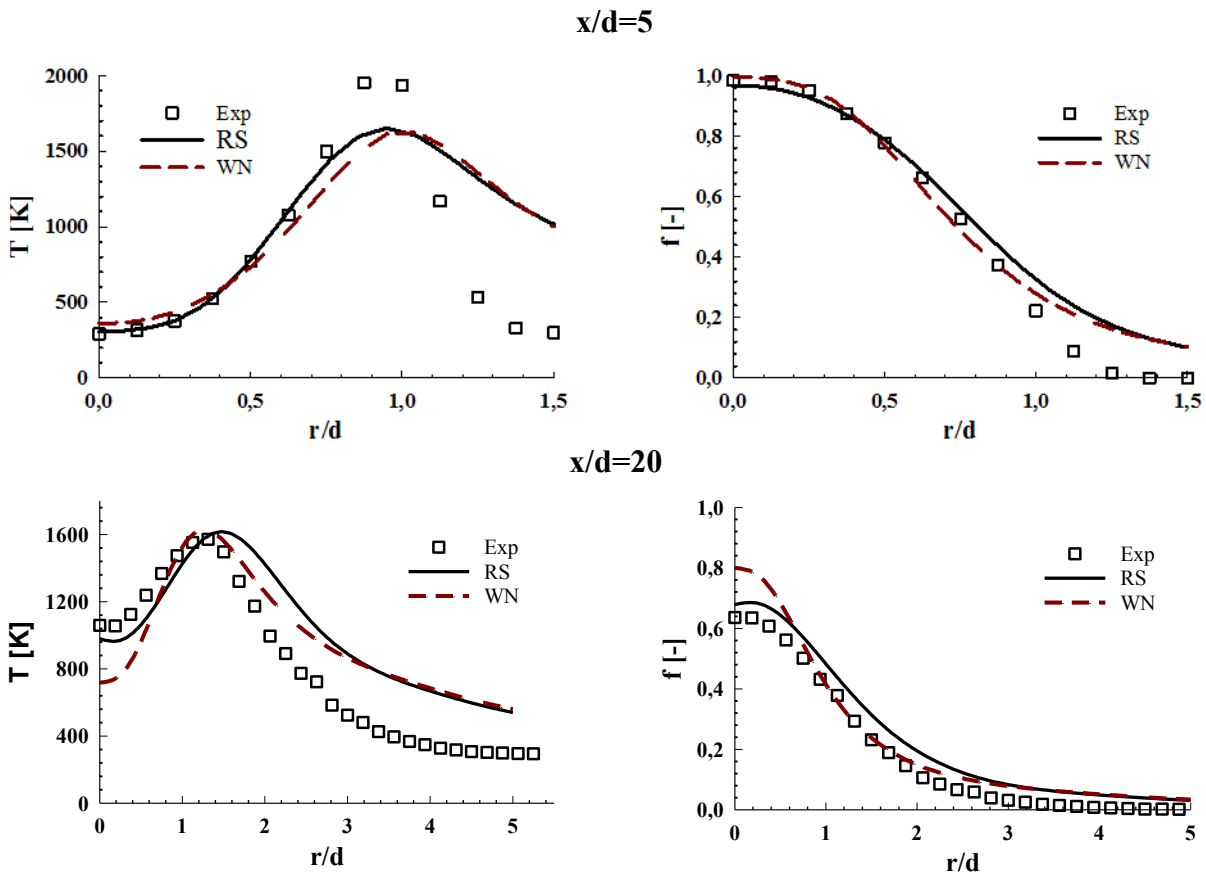 x/d=5
T [K]
2000
1500
1000
500
0
0,0
0,5
1,0
1,5
r/d
Exp
RS
WN
f [-]
1,0
0,8
0,6
0,4
0,2
0,0
0,0
0,5
1,0
1,5
r/d
Exp
RS
WN
x/d=20
T [K]
1600
1200
800
400
0
0
1
2
3
4
5
r/d
Exp
RS
WN
f [-]
1,0
0,8
0,6
0,4
0,2
0,0
0
1
2
3
4
5
r/d
Exp
RS
WN